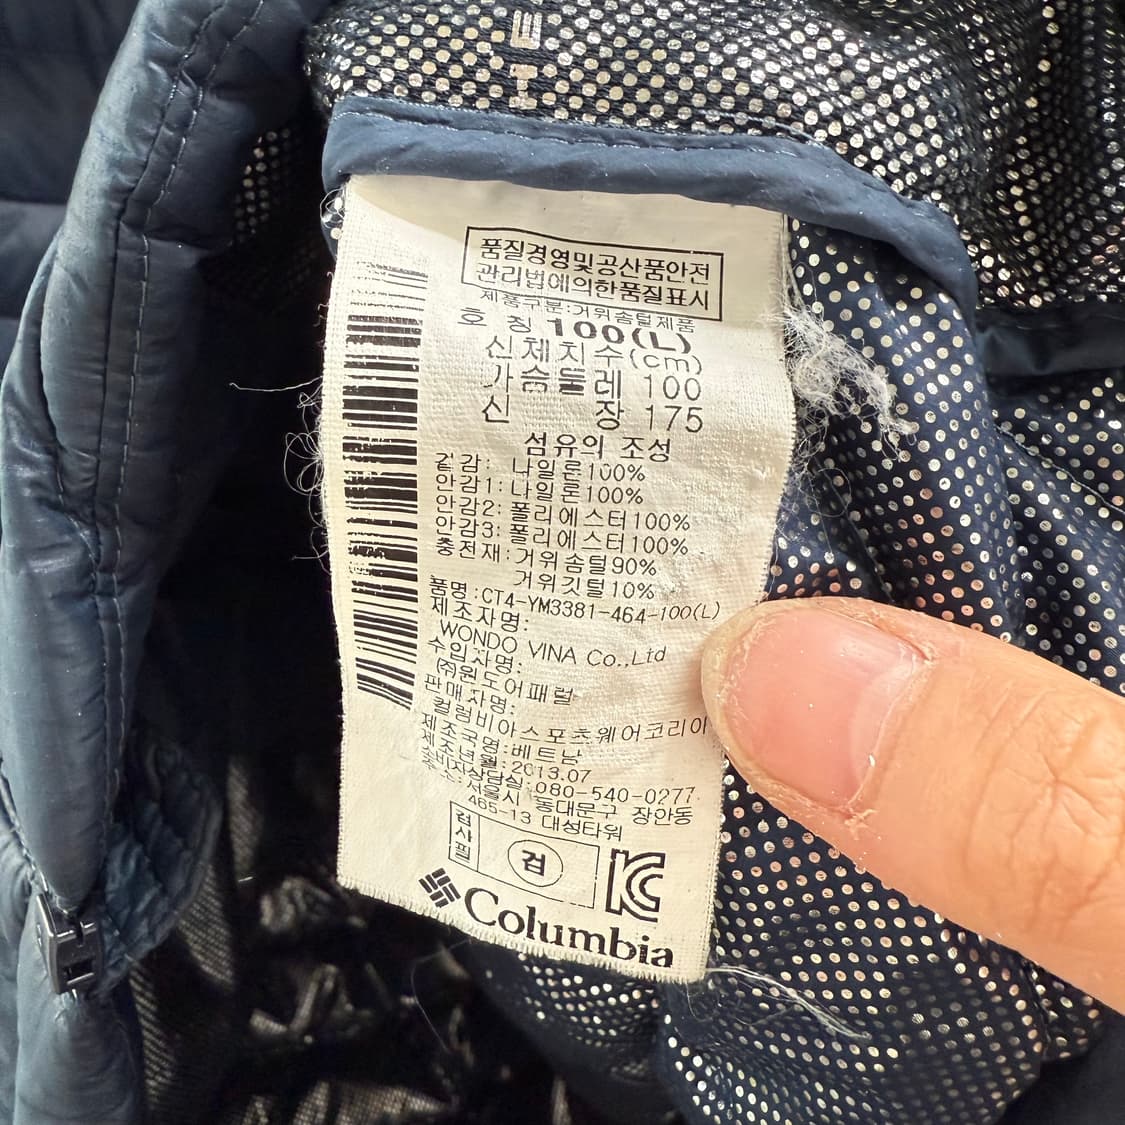 품질경영및공산품안전
관리법에의한품질표시
제품구분:거위솜털제품
호 칭 100(L)
신체치수(cm)
가슴둘레 100
신 장 175
섬유의 조성
겉감: 나일론100%
안감1: 나일론100%
안감2: 폴리에스터100%
안감3: 폴리에스터100%
충전재: 거위솜털90%
거위깃털10%
품명:CT4-YM3381-464-100(L)
제조자명:
WONDO VINA Co.,Ltd
수입자명:
㈜원도어패럴
판매자명:
컬럼비아스포츠웨어코리아
제조국명:베트남
제조년월:2013.07
소비자상담실:080-540-0277
주소:서울시 동대문구 장안동
465-13 대성타워
검사필
검
KC
Columbia